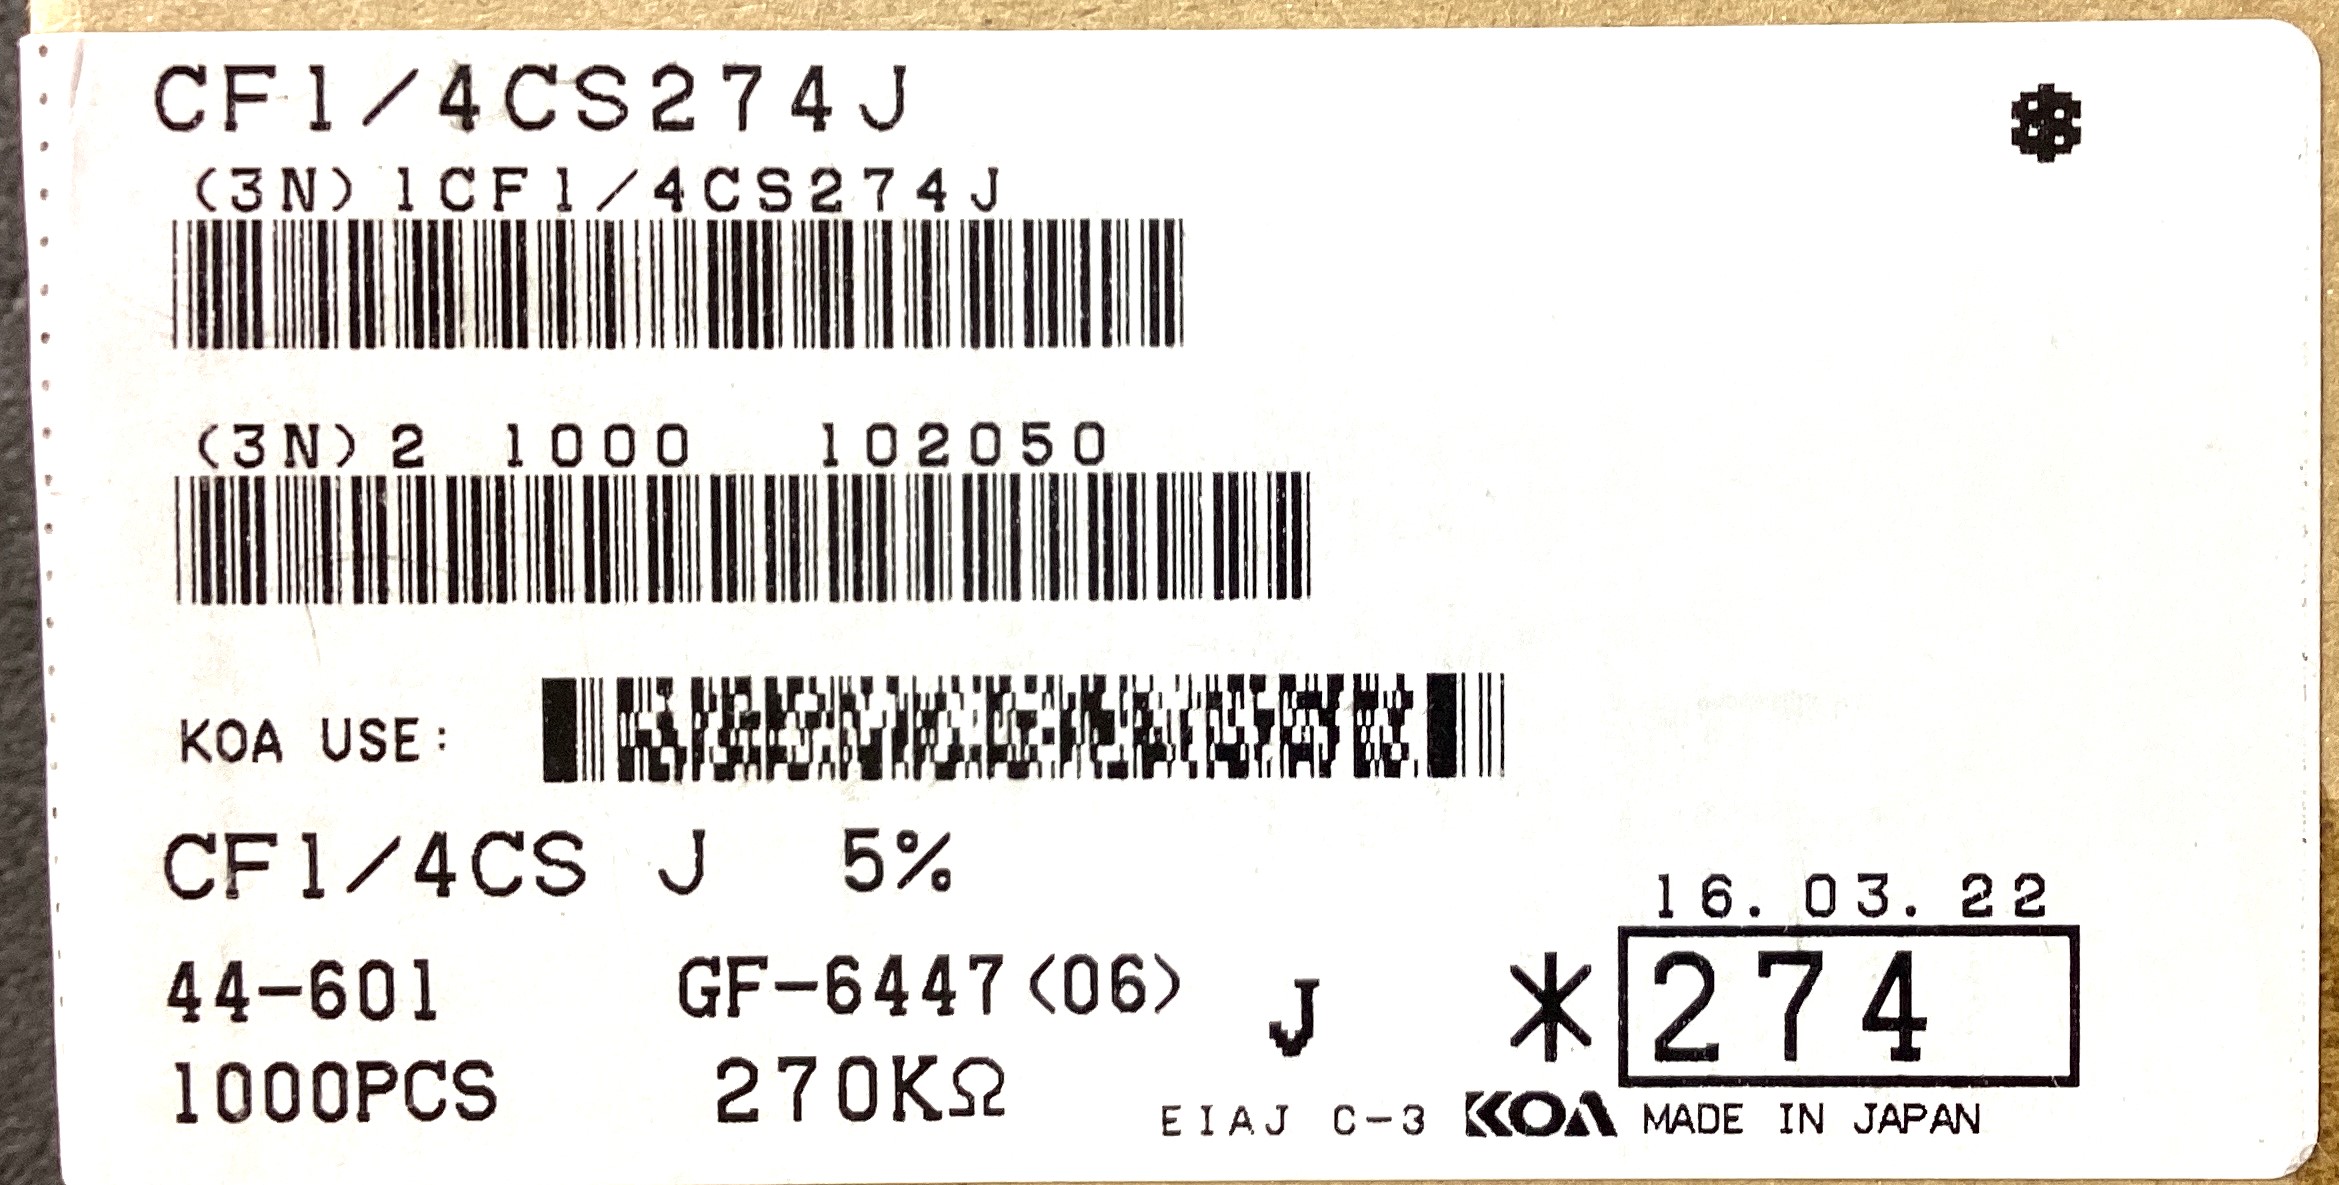 CF1/4CS274J
(3N)1CF1/4CS274J
(3N)2 1000 102050
KOA USE:
CF1/4CS J 5%
16.03.22
44-601 GF-6447(06) J *274
1000PCS 270KΩ
EIAJ C-3 KOA MADE IN JAPAN